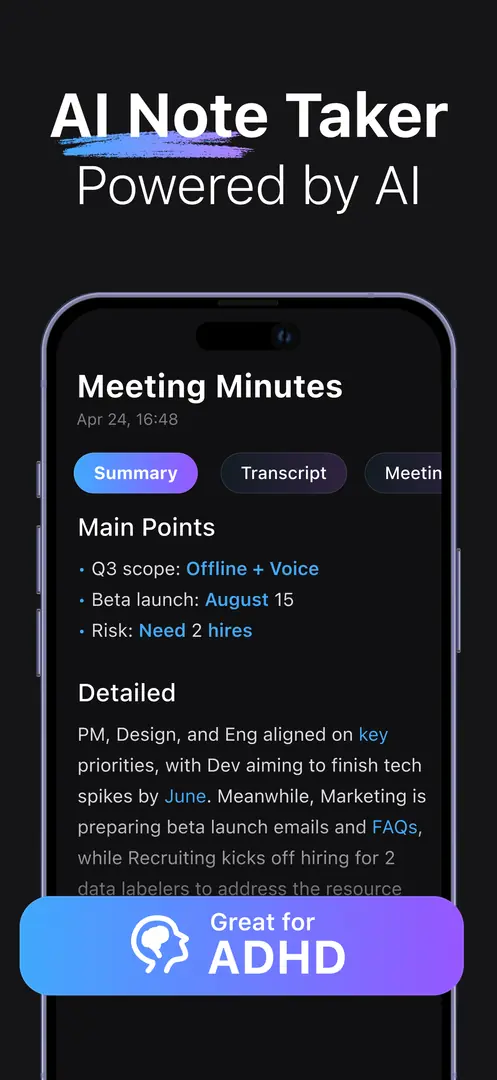 AI Note Taker
Powered by AI
Meeting Minutes
Apr 24, 16:48
Summary
Transcript
Meetin
Main Points
• Q3 scope: Offline + Voice
• Beta launch: August 15
• Risk: Need 2 hires
Detailed
PM, Design, and Eng aligned on key
priorities, with Dev aiming to finish tech
spikes by June. Meanwhile, Marketing is
preparing beta launch emails and FAQs,
while Recruiting kicks off hiring for 2
data labelers to address the resource
Great for
ADHD